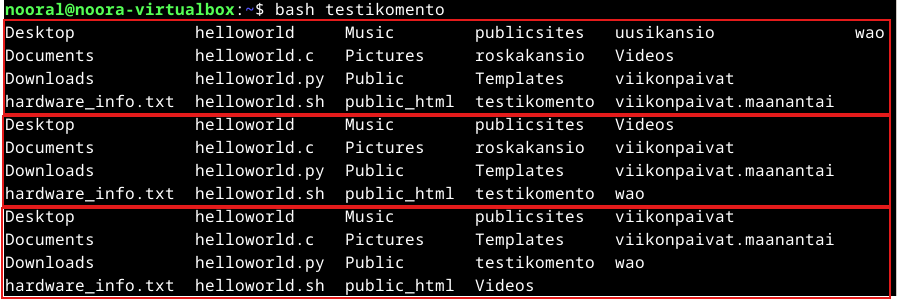 nooral@noora-virtualbox:~$ bash testikomento
Desktop helloworld Music publicsites uusikansio wao
Documents helloworld.c Pictures roskakansio Videos
Downloads helloworld.py Public Templates viikonpaivat
hardware_info.txt helloworld.sh public_html testikomento viikonpaivat.maanantai
Desktop helloworld Music publicsites Videos
Documents helloworld.c Pictures roskakansio viikonpaivat
Downloads helloworld.py Public Templates viikonpaivat.maanantai
hardware_info.txt helloworld.sh public_html testikomento wao
Desktop helloworld Music publicsites viikonpaivat
Documents helloworld.c Pictures Templates viikonpaivat.maanantai
Downloads helloworld.py Public testikomento wao
hardware_info.txt helloworld.sh public_html Videos